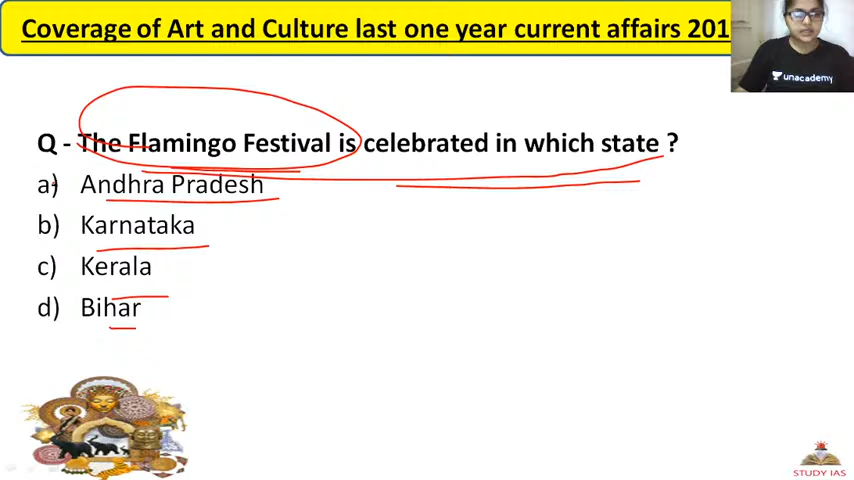 Coverage of Art and Culture last one year current affairs 201
unacademy
Q - The Flamingo Festival is celebrated in which state ?
a) Andhra Pradesh
b) Karnataka
c) Kerala
d) Bihar
STUDY IAS